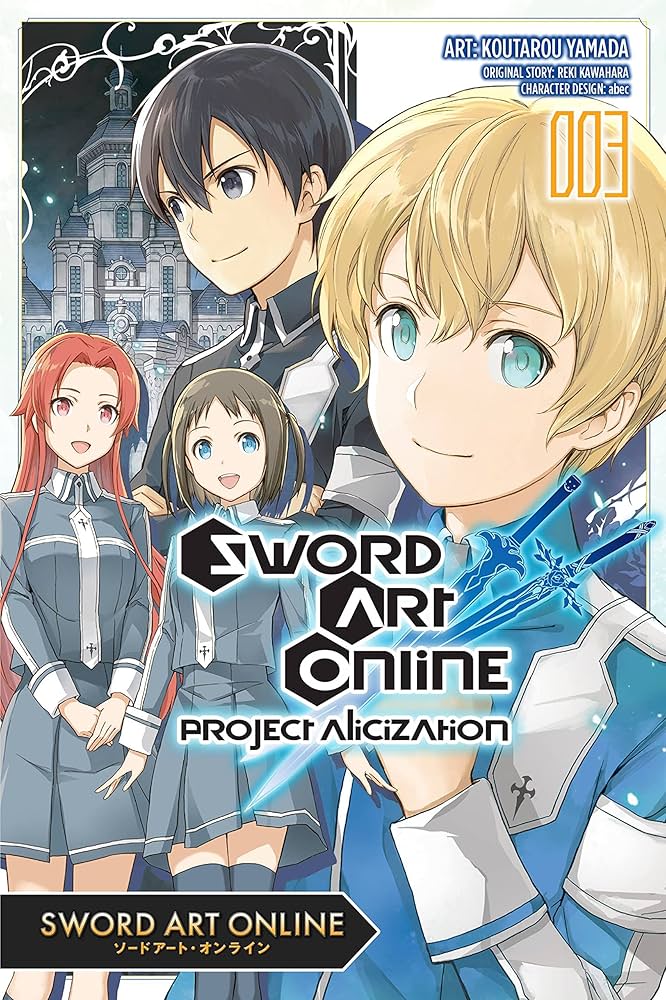 ART: KOUTAROU YAMADA
ORIGINAL STORY: REKI KAWAHARA
CHARACTER DESIGN: abec
003
SWORD
ART
ONLINE
PROJECT ALICIZATION
SWORD ART ONLINE
ソードアート・オンライン